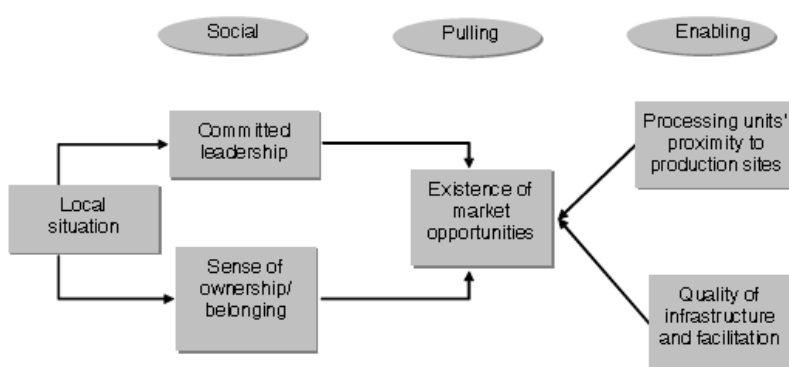 Social
Pulling
Enabling
Committed
leadership
Processing units'
proximity to
production sites
Local
situation
Existence of
market
opportunities
Sense of
ownership/
belonging
Quality of
infrastructure
and facilitation